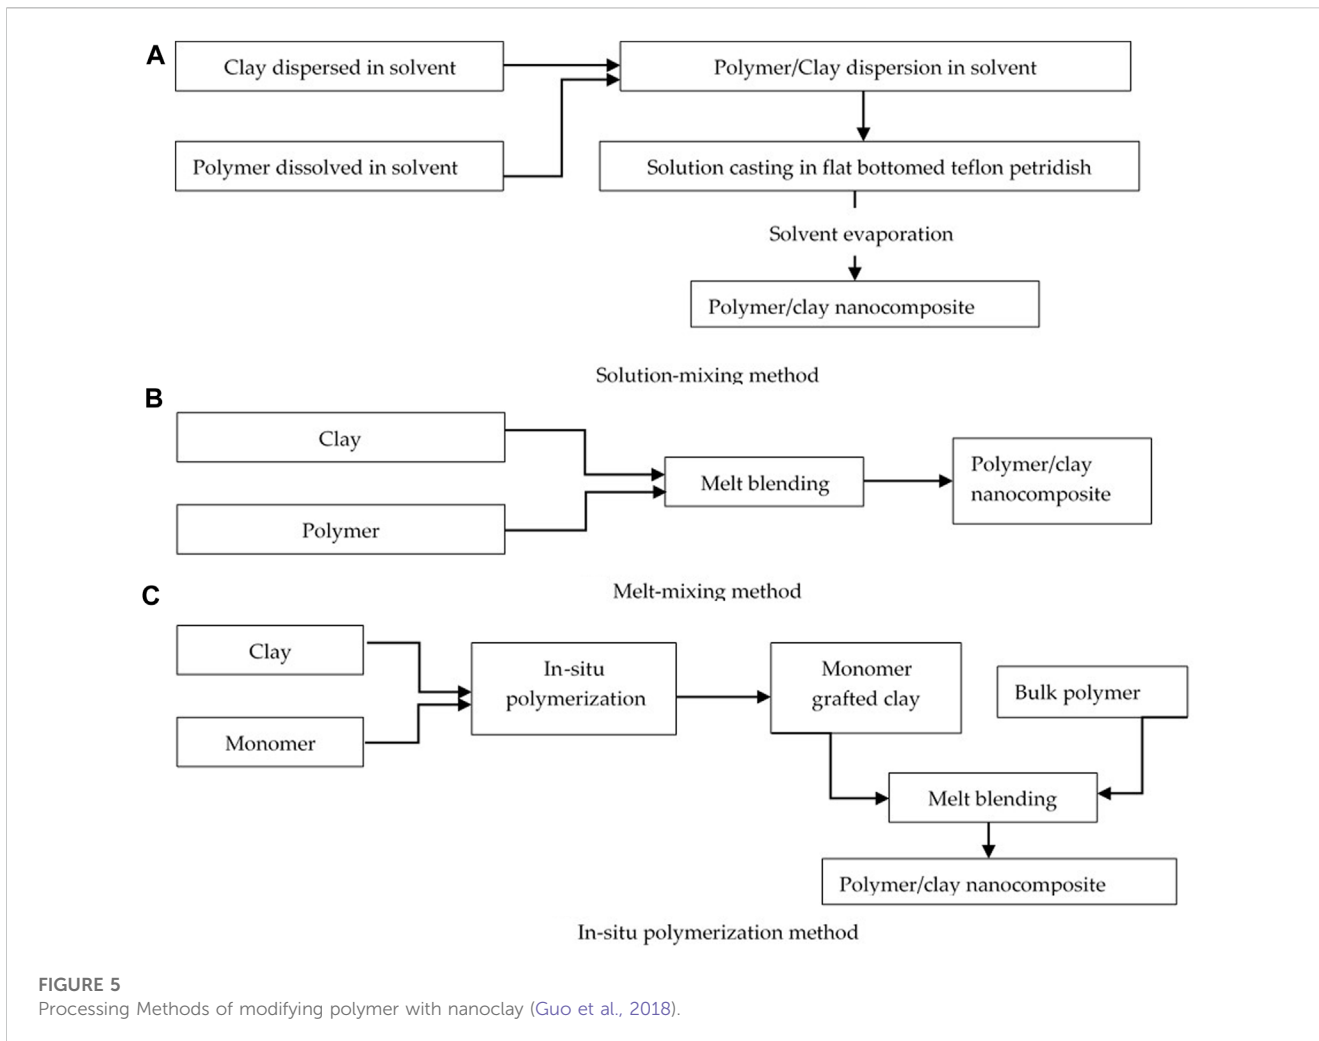 A
Clay dispersed in solvent
Polymer/Clay dispersion in solvent
Polymer dissolved in solvent
Solution casting in flat bottomed teflon petridish
Solvent evaporation
Polymer/clay nanocomposite
Solution-mixing method
B
Clay
Polymer
Melt blending
Polymer/clay
nanocomposite
Melt-mixing method
C
Clay
Monomer
In-situ
polymerization
Monomer
grafted clay
Bulk polymer
Melt blending
Polymer/clay nanocomposite
In-situ polymerization method
FIGURE 5
Processing Methods of modifying polymer with nanoclay (Guo et al., 2018).